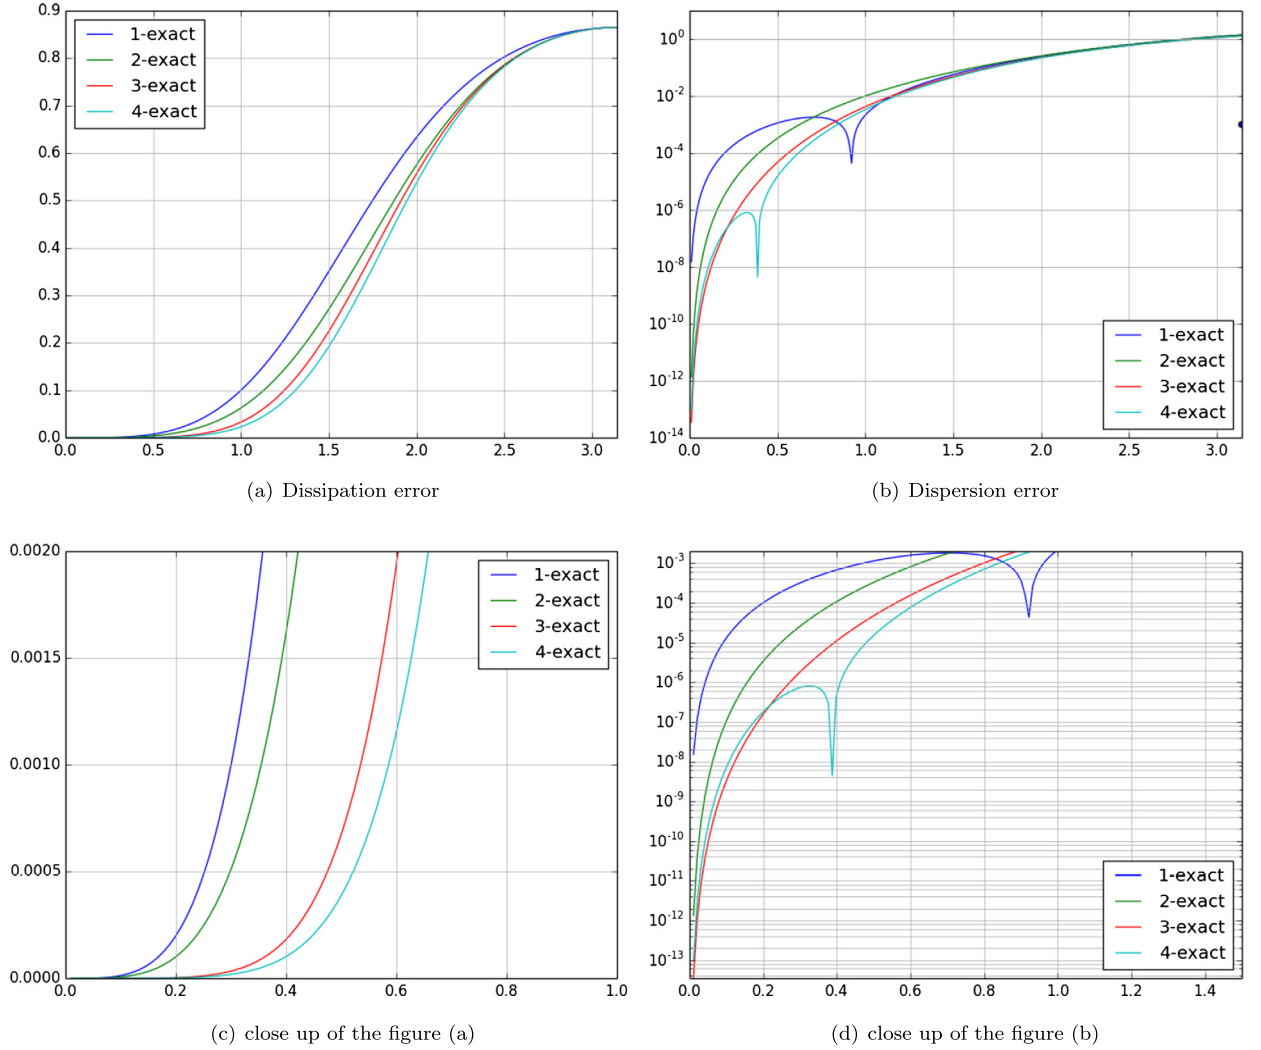 0.9
0.8
0.7
0.6
0.5
0.4
0.3
0.2
0.1
0.0
1-exact
2-exact
3-exact
4-exact
0.0 0.5 1.0 1.5 2.0 2.5 3.0
(a) Dissipation error
10^0
10^-2
10^-4
10^-6
10^-8
10^-10
10^-12
10^-14
1-exact
2-exact
3-exact
4-exact
0.0 0.5 1.0 1.5 2.0 2.5 3.0
(b) Dispersion error
0.0020
0.0015
0.0010
0.0005
0.0000
1-exact
2-exact
3-exact
4-exact
0.0 0.2 0.4 0.6 0.8 1.0
(c) close up of the figure (a)
10^-3
10^-4
10^-5
10^-6
10^-7
10^-8
10^-9
10^-10
10^-11
10^-12
10^-13
1-exact
2-exact
3-exact
4-exact
0.0 0.2 0.4 0.6 0.8 1.0 1.2 1.4
(d) close up of the figure (b)